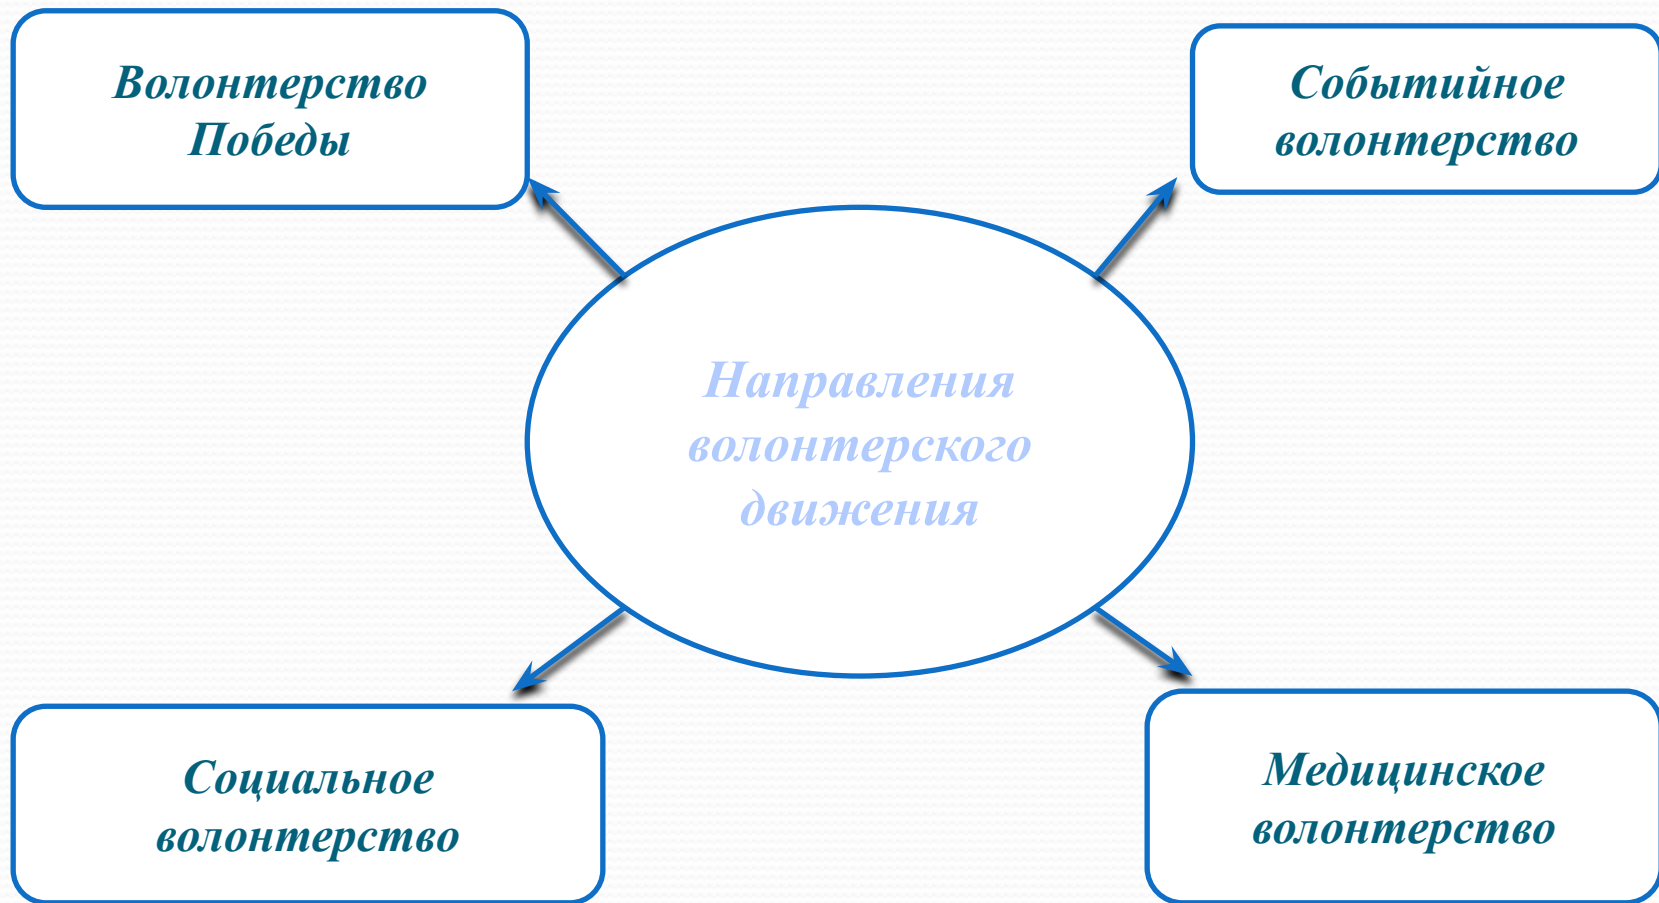 Волонтерство
Победы
Событийное
волонтерство
Направления
волонтерского
движения
Социальное
волонтерство
Медицинское
волонтерство